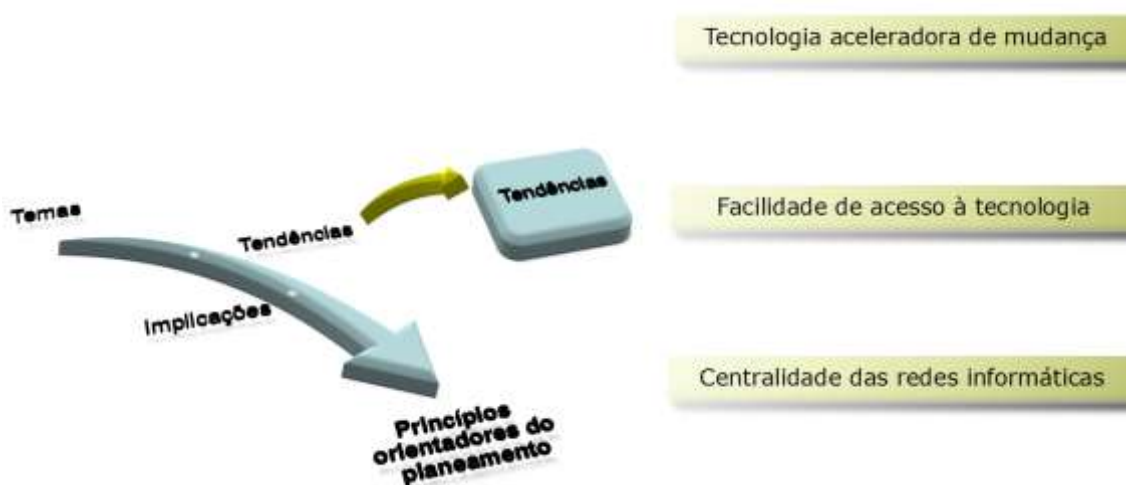 Tecnologia aceleradora de mudança
Temas
Tendências
Tendências
Facilidade de acesso à tecnologia
Implicações
Centralidade das redes informáticas
Princípios
orientadores do
planeamento